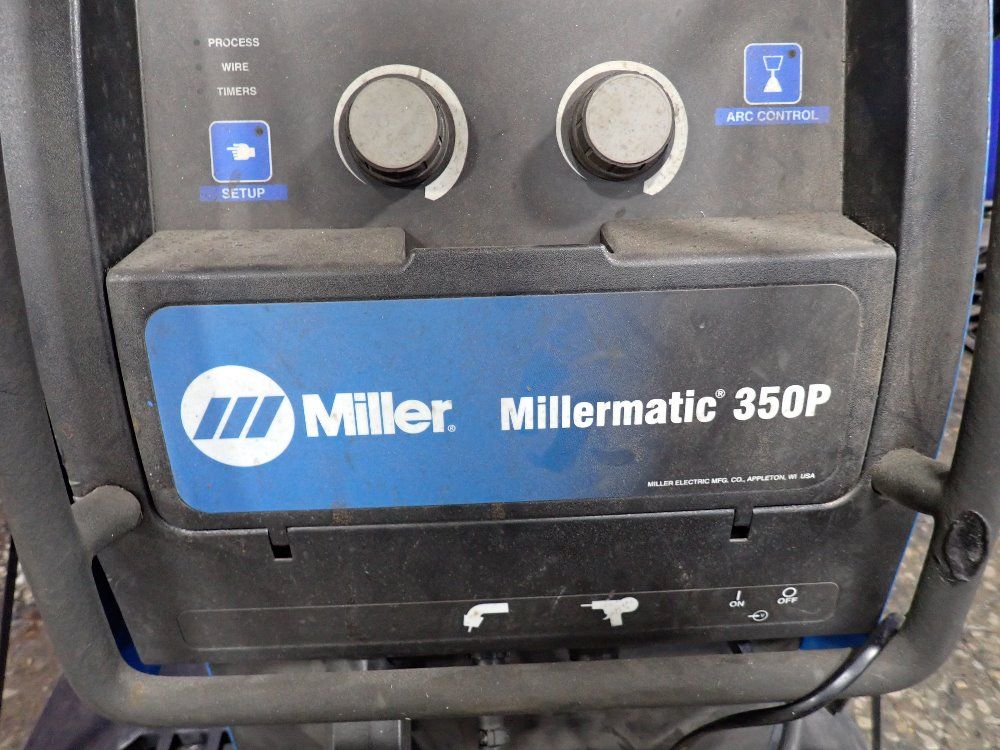 PROCESS
WIRE
TIMERS
SETUP
ARC CONTROL
Miller®
Millermatic® 350P
MILLER ELECTRIC MFG. CO., APPLETON, WI USA
ON
OFF